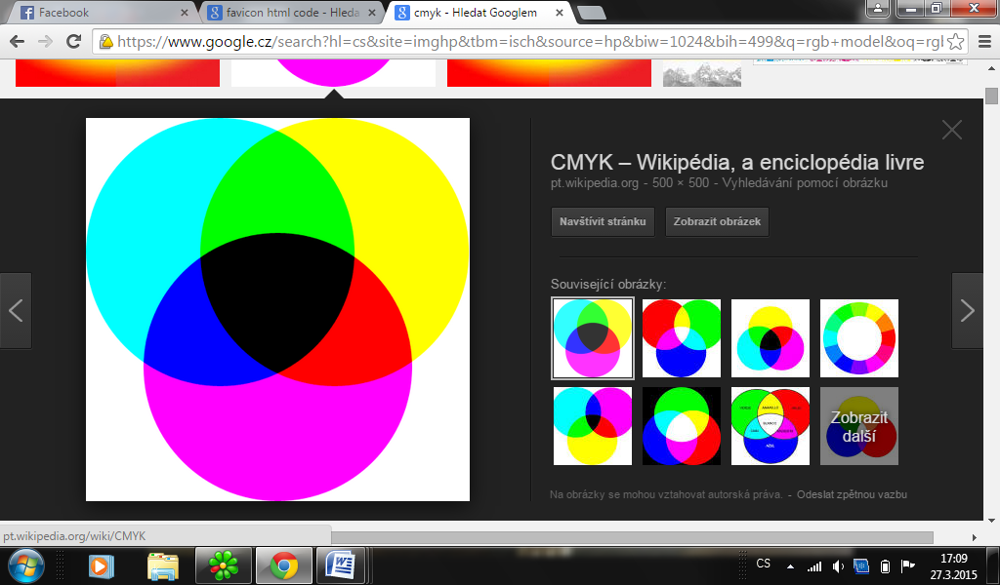 Facebook
favicon html code - Hleda
cmyk - Hledat Googlem
https://www.google.cz/search?hl=cs&site=imghp&tbm=isch&source=hp&biw=1024&bih=499&q=rgb+model&oq=rgl
CMYK – Wikipédia, a enciclopédia livre
pt.wikipedia.org - 500 × 500 - Vyhledávání pomocí obrázku
Navštívit stránku
Zobrazit obrázek
Související obrázky:
AMARILLO
BLANCO
AZUL
Zobrazit
další
Na obrázky se mohou vztahovat autorská práva. - Odeslat zpětnou vazbu
pt.wikipedia.org/wiki/CMYK
CS
17:09
27.3.2015